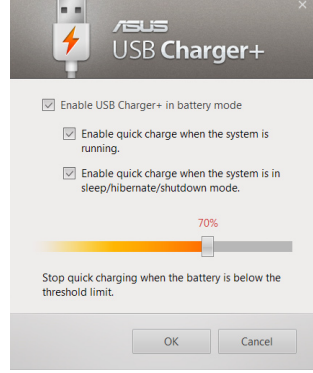 ASUS
USB Charger+
Enable USB Charger+ in battery mode
Enable quick charge when the system is
running.
Enable quick charge when the system is in
sleep/hibernate/shutdown mode.
70%
Stop quick charging when the battery is below the
threshold limit.
OK Cancel